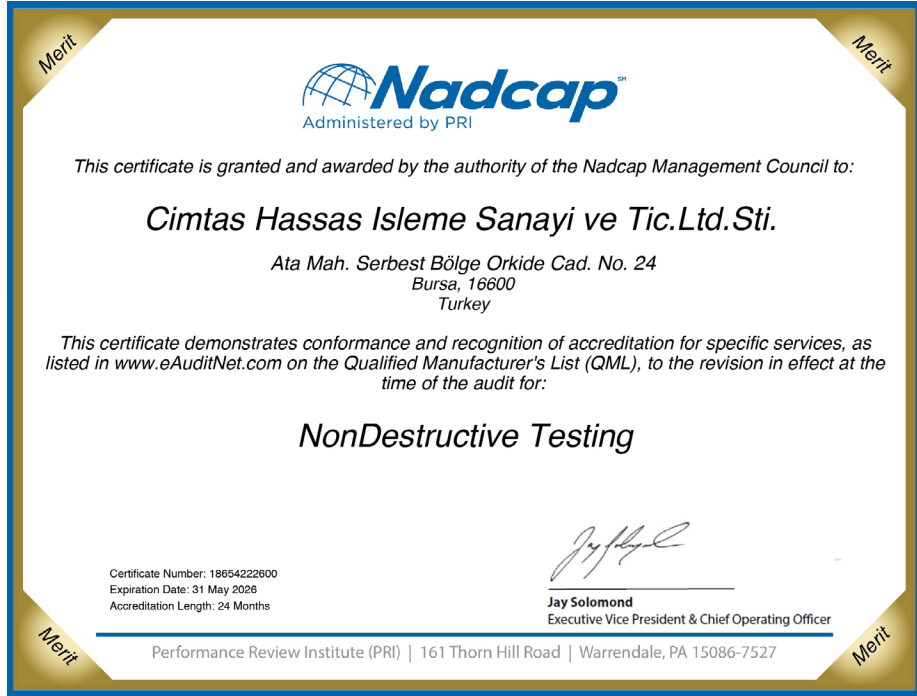 Merit
Merit
Nadcap℠
Administered by PRI
This certificate is granted and awarded by the authority of the Nadcap Management Council to:
Cimtas Hassas Isleme Sanayi ve Tic.Ltd.Sti.
Ata Mah. Serbest Bölge Orkide Cad. No. 24
Bursa, 16600
Turkey
This certificate demonstrates conformance and recognition of accreditation for specific services, as
listed in www.eAuditNet.com on the Qualified Manufacturer's List (QML), to the revision in effect at the
time of the audit for:
NonDestructive Testing
Certificate Number: 18654222600
Expiration Date: 31 May 2026
Accreditation Length: 24 Months
Jay Solomond
Executive Vice President & Chief Operating Officer
Merit
Merit
Performance Review Institute (PRI) | 161 Thorn Hill Road | Warrendale, PA 15086-7527